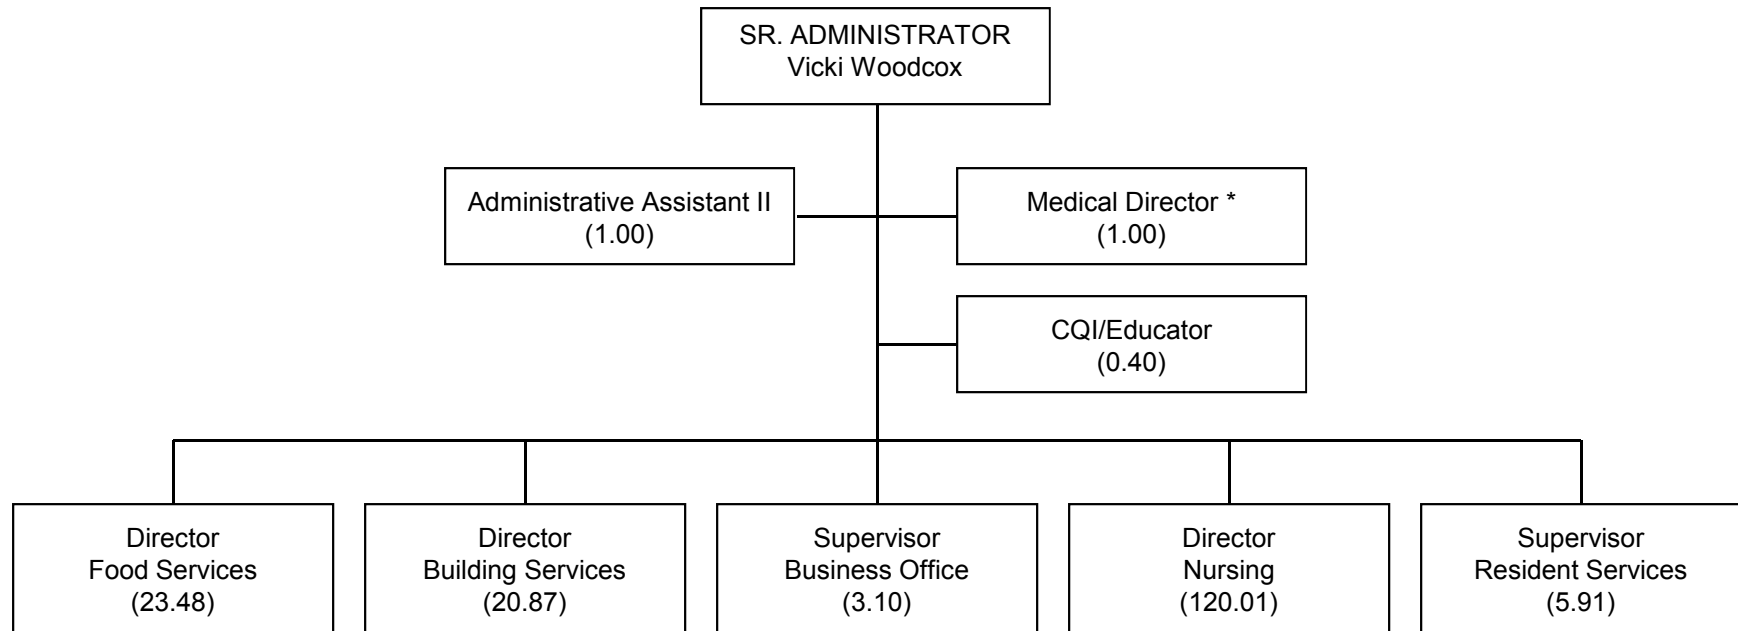 SR. ADMINISTRATOR
Vicki Woodcox
Administrative Assistant II
(1.00)
Medical Director *
(1.00)
CQI/Educator
(0.40)
Director
Food Services
(23.48)
Director
Building Services
(20.87)
Supervisor
Business Office
(3.10)
Director
Nursing
(120.01)
Supervisor
Resident Services
(5.91)